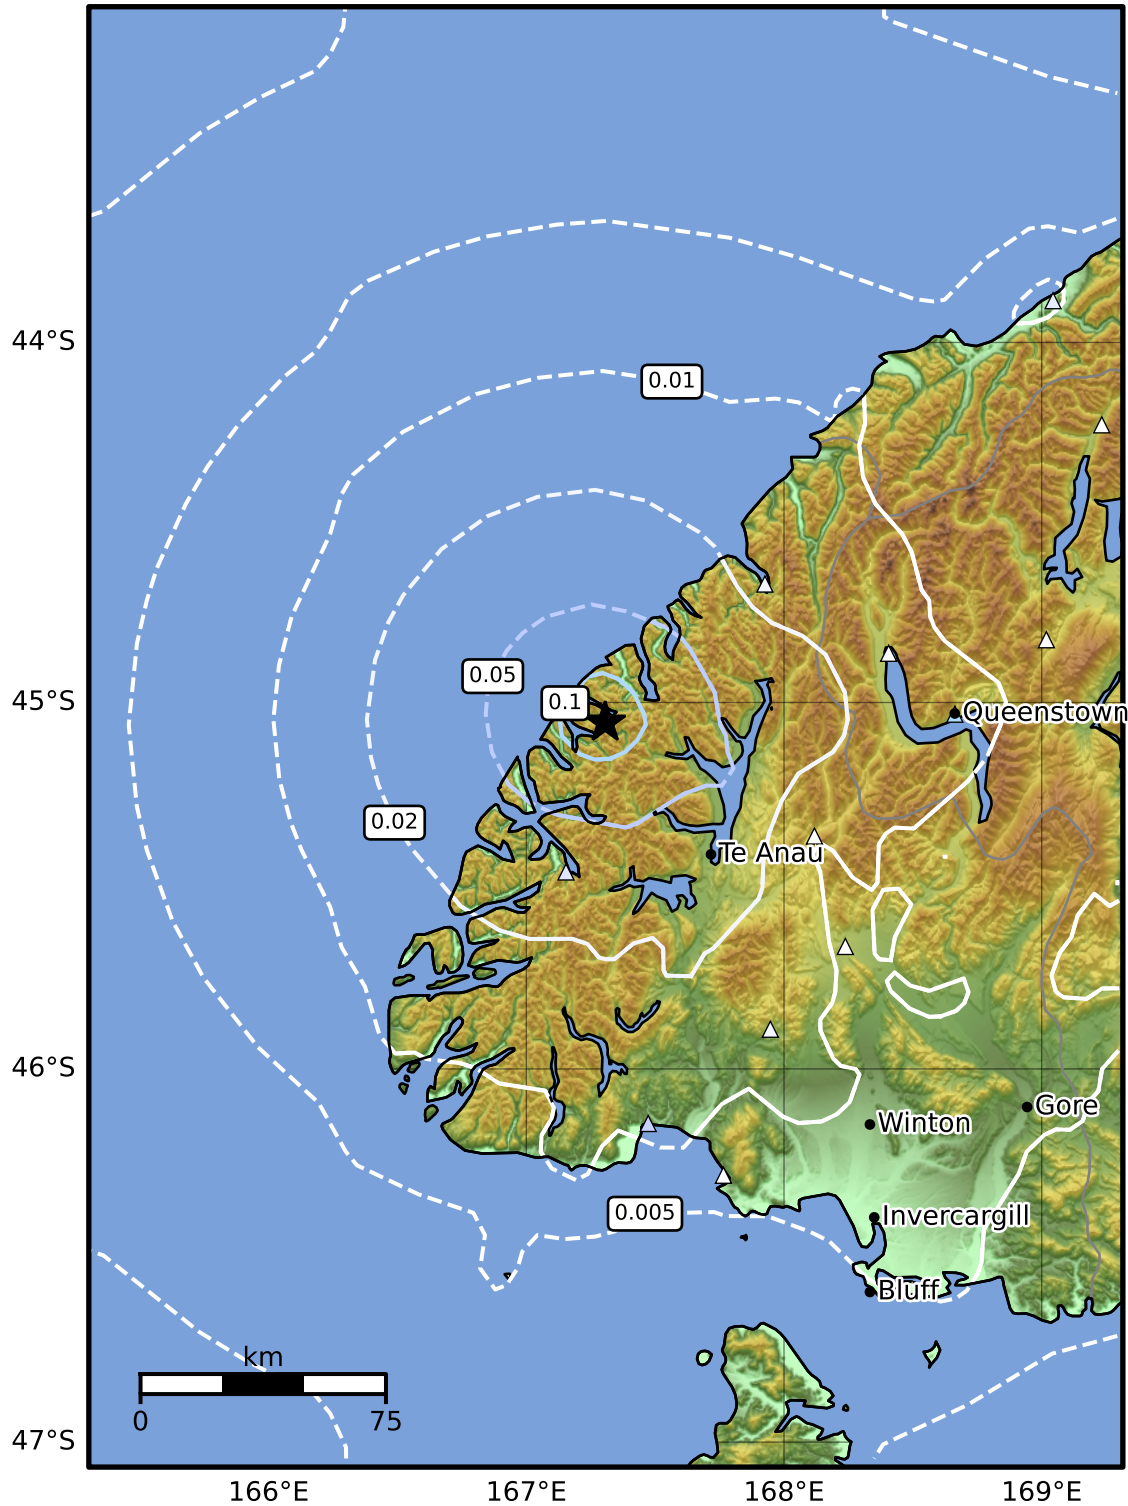 44°S
0.01
0.05
45°S
0.1
Queenstown
0.02
Te Anau
46°S
Gore
Winton
0.005
Invercargill
Bluff
km
0
75
47°S
166°E
167°E
168°E
169°E